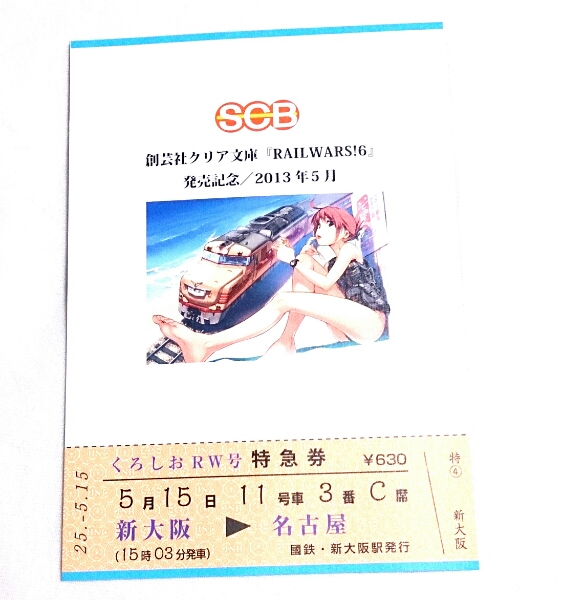 SCB
創芸社クリア文庫『RAILWARS!6』
発売記念／2013年5月
くろしおRW号 特急券 ¥630
5月15日 11号車 3番 C席
新大阪 ▶ 名古屋
(15時03分発車) 國鉄・新大阪駅発行
25.-5.15
特④ 新大阪